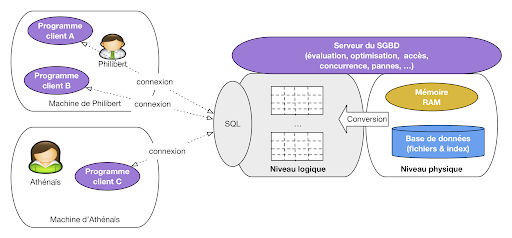 Programme
client A
Philibert
Programme
client B
Machine de Philibert
connexion
/
connexion
connexion
Athénaïs
Programme
client C
Machine d'Athénaïs
SQL
Serveur du SGBD
(évaluation, optimisation, accès,
concurrence, pannes, ...)
...
Niveau logique
Conversion
Mémoire
RAM
Base de données
(fichiers & index)
Niveau physique